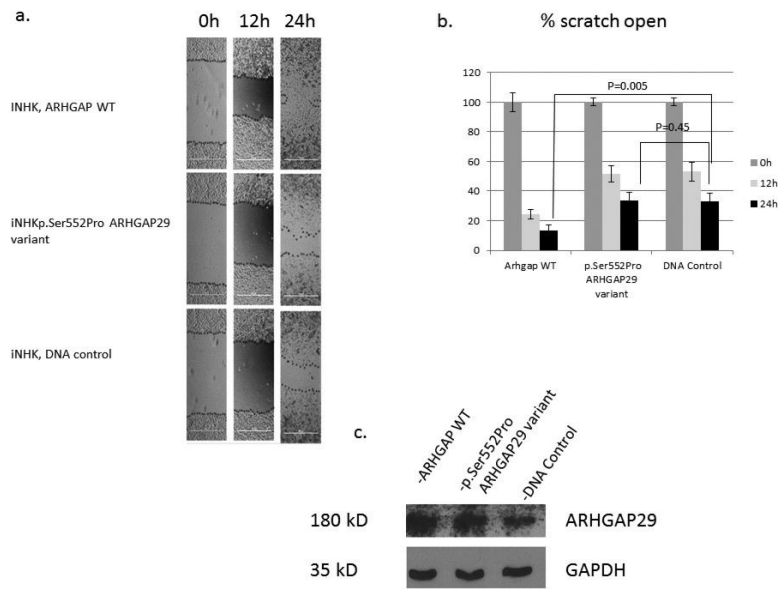 a.
0h 12h 24h
INHK, ARHGAP WT
iNHKp.Ser552Pro ARHGAP29
variant
iNHK, DNA control
b.
% scratch open
120
100
80
60
40
20
0
P=0.005
P=0.45
0h
12h
24h
Arhgap WT
p.Ser552Pro
ARHGAP29
variant
DNA Control
c.
-ARHGAP WT
-p.Ser552Pro
ARHGAP29 variant
-DNA Control
180 kD
ARHGAP29
35 kD
GAPDH